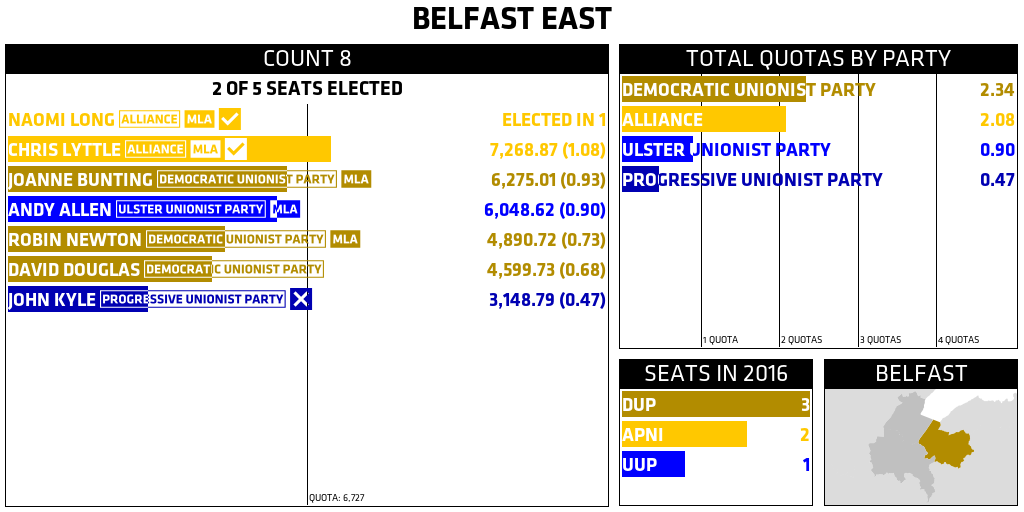 BELFAST EAST
COUNT 8
2 OF 5 SEATS ELECTED
NAOMI LONG ALLIANCE MLA ELECTED IN 1
CHRIS LYTTLE ALLIANCE MLA 7,268.87 (1.08)
JOANNE BUNTING DEMOCRATIC UNIONIST PARTY MLA 6,275.01 (0.93)
ANDY ALLEN ULSTER UNIONIST PARTY MLA 6,048.62 (0.90)
ROBIN NEWTON DEMOCRATIC UNIONIST PARTY MLA 4,890.72 (0.73)
DAVID DOUGLAS DEMOCRATIC UNIONIST PARTY 4,599.73 (0.68)
JOHN KYLE PROGRESSIVE UNIONIST PARTY 3,148.79 (0.47)
QUOTA: 6,727
TOTAL QUOTAS BY PARTY
DEMOCRATIC UNIONIST PARTY 2.34
ALLIANCE 2.08
ULSTER UNIONIST PARTY 0.90
PROGRESSIVE UNIONIST PARTY 0.47
1 QUOTA 2 QUOTAS 3 QUOTAS 4 QUOTAS
SEATS IN 2016
DUP 3
APNI 2
UUP 1
BELFAST